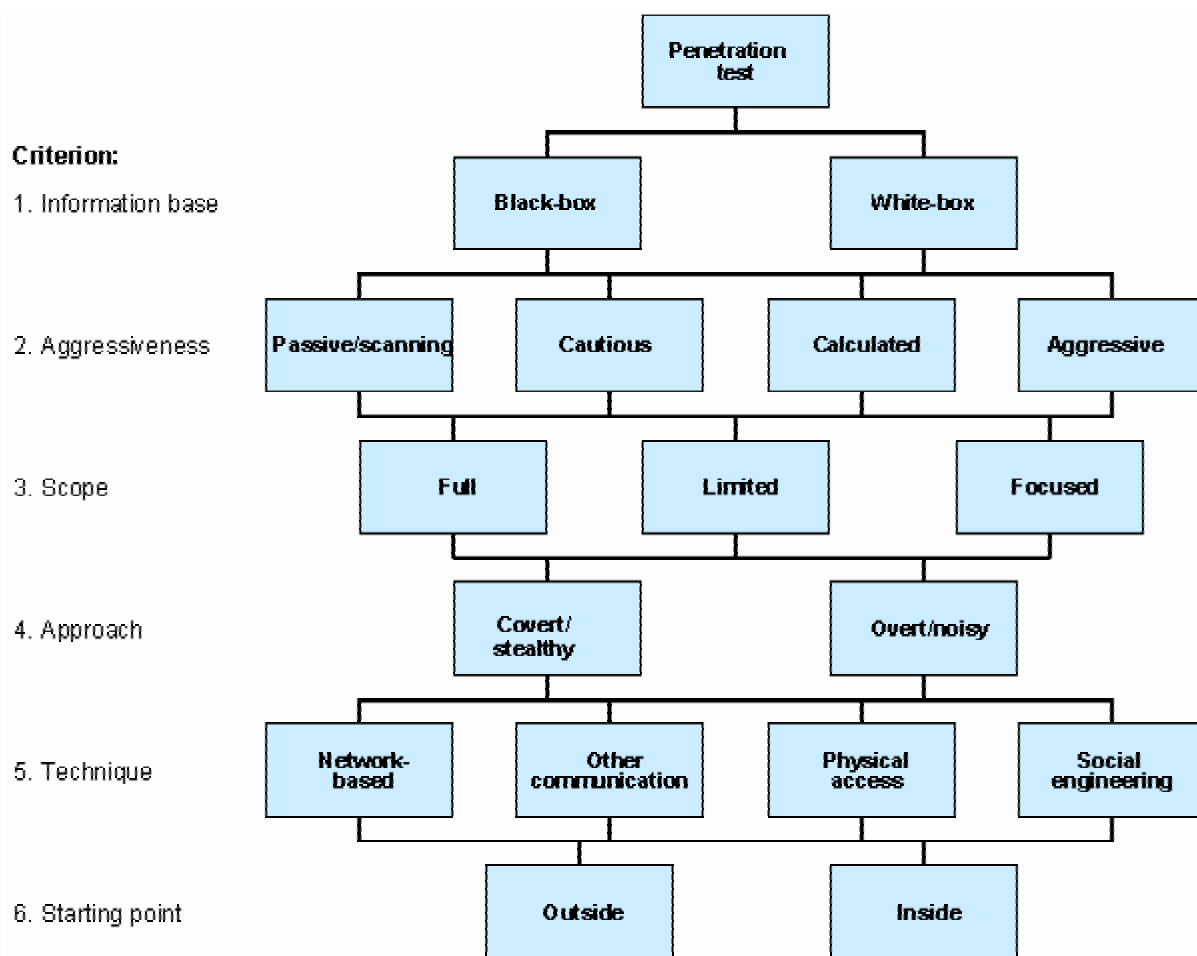 Penetration
test
Criterion:
1. Information base
Black-box
White-box
2. Aggressiveness
Passive/scanning
Cautious
Calculated
Aggressive
3. Scope
Full
Limited
Focused
4. Approach
Covert/
stealthy
Overt/noisy
5. Technique
Network-
based
Other
communication
Physical
access
Social
engineering
6. Starting point
Outside
Inside